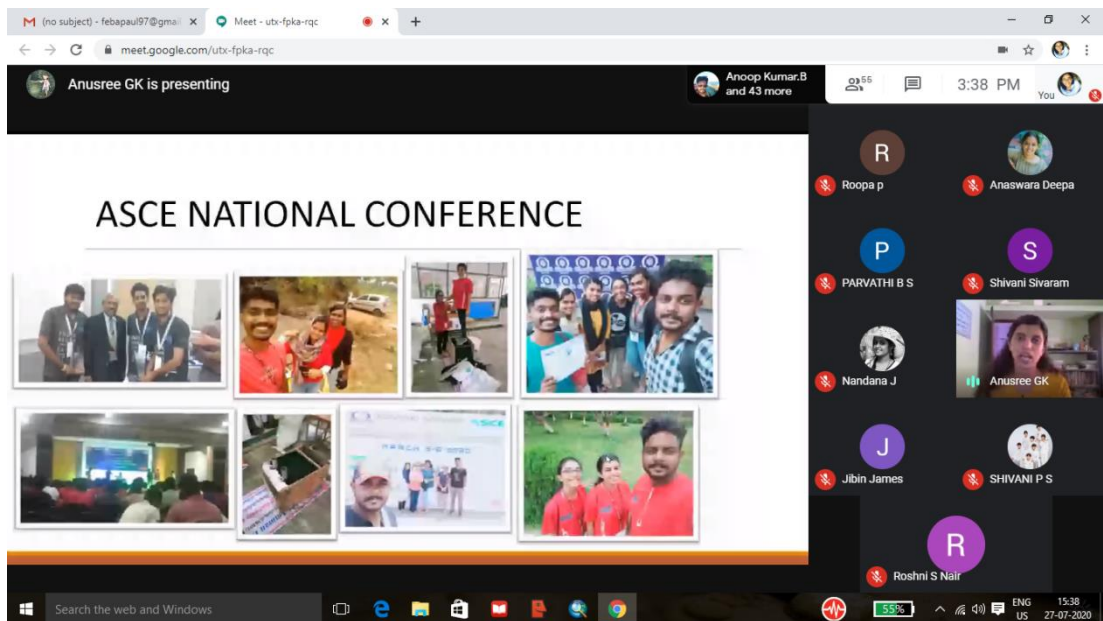 (no subject) - febapaul97@gmai
Meet - utx-fpka-rqc
meet.google.com/utx-fpka-rqc
Anusree GK is presenting
Anoop Kumar.B
and 43 more
55
3:38 PM
You
ASCE NATIONAL CONFERENCE
ASCE
MARCH
R
Roopa p
Anaswara Deepa
P
PARVATHI B S
S
Shivani Sivaram
Nandana J
Anusree GK
J
Jibin James
SHIVANI P S
R
Roshni S Nair
Search the web and Windows
55%
ENG
US
15:38
27-07-2020